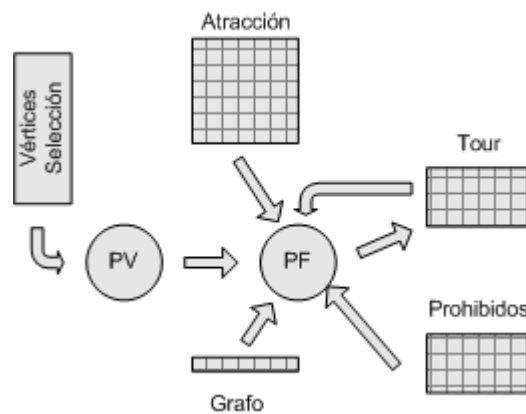 Atracción
Vértices
Selección
Tour
PV
PF
Prohibidos
Grafo